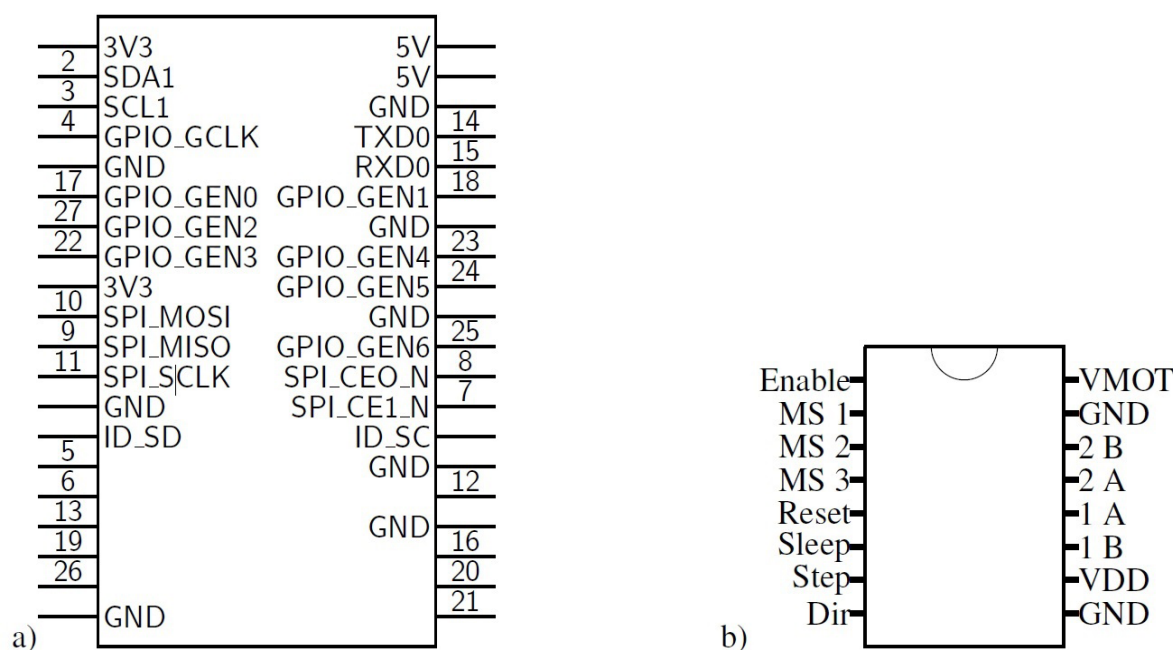 3V3 5V
2
SDA1 5V
3
SCL1 GND
4 14
GPIO_GCLK TXD0
15
GND RXD0
17 18
GPIO_GEN0 GPIO_GEN1
27
GPIO_GEN2 GND
22 23
GPIO_GEN3 GPIO_GEN4
24
3V3 GPIO_GEN5
10
SPI_MOSI GND
9 25
SPI_MISO GPIO_GEN6
11 8
SPI_SCLK SPI_CEO_N
7
GND SPI_CE1_N
ID_SD ID_SC
5
GND
6 12
13
GND
19 16
26 20
21
GND
a)
Enable VMOT
MS 1 GND
MS 2 2 B
MS 3 2 A
Reset 1 A
Sleep 1 B
Step VDD
Dir GND
b)